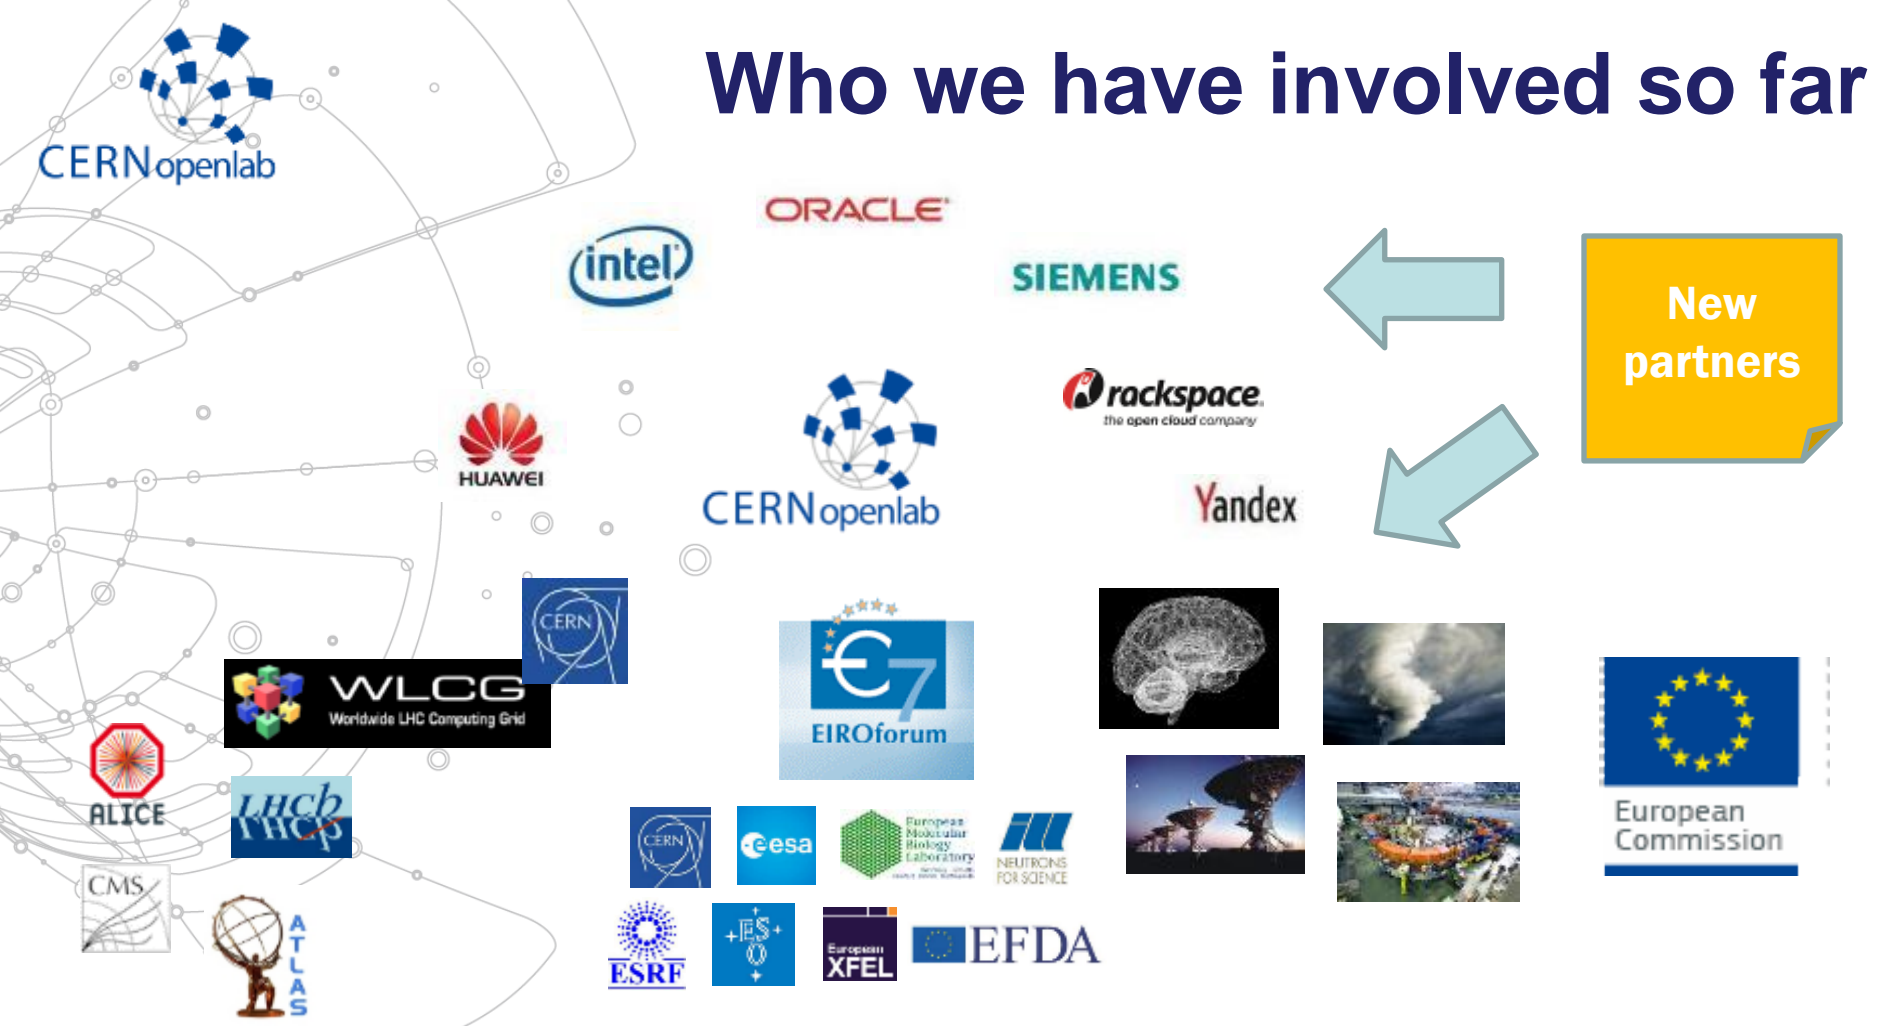 CERNopenlab
Who we have involved so far
ORACLE
intel
SIEMENS
New
partners
HUAWEI
rackspace.
the open cloud company
CERNopenlab
Yandex
CERN
WLCG
Worldwide LHC Computing Grid
€7
EIROforum
ALICE
LHCb
CMS
ATLAS
CERN
esa
European
Molecular
Biology
Laboratory
NEUTRONS
FOR SCIENCE
ESRF
ESO
European
XFEL
EFDA
European
Commission